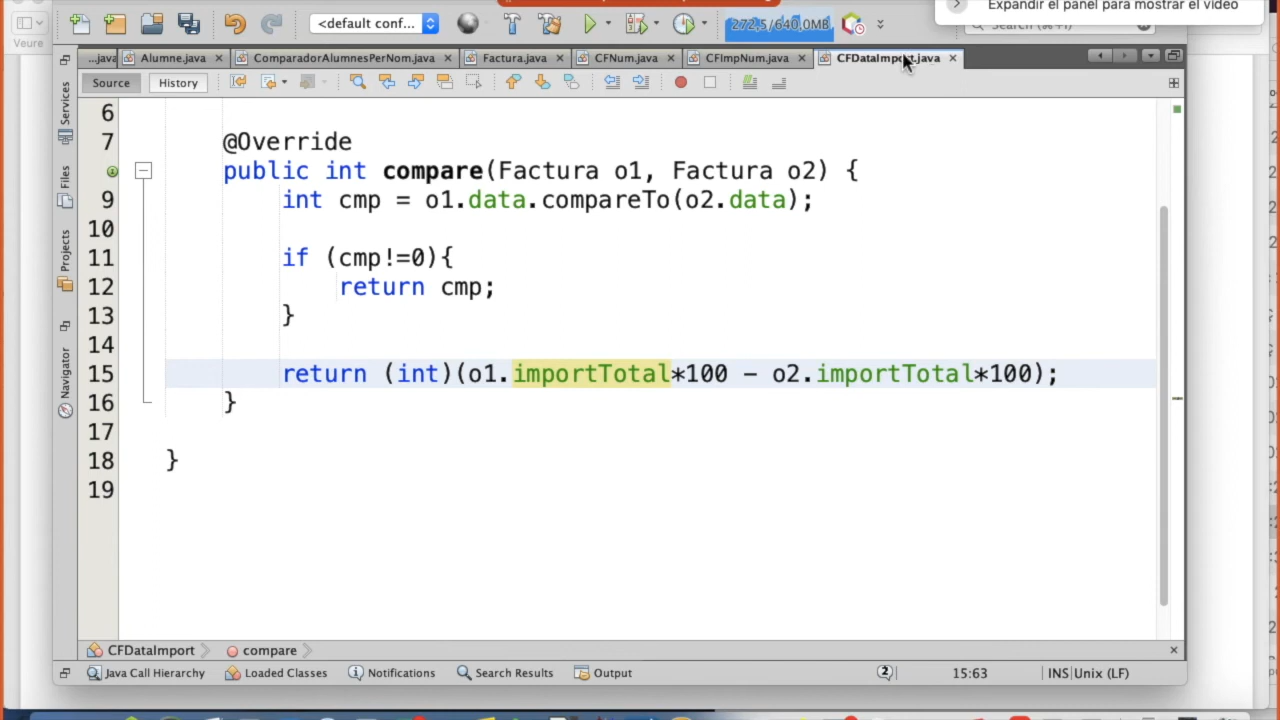 Expandir el panel para mostrar el vídeo
<default conf...
272,5/640,0MB
Search (⌘+I)
Veure
...java
Alumne.java
ComparadorAlumnesPerNom.java
Factura.java
CFNum.java
CFImpNum.java
CFDataImport.java
Source
History
Services
Files
Projects
Navigator
6
7 @Override
public int compare(Factura o1, Factura o2) {
9 int cmp = o1.data.compareTo(o2.data);
10
11 if (cmp!=0){
12 return cmp;
13 }
14
15 return (int)(o1.importTotal*100 - o2.importTotal*100);
16 }
17
18 }
19
CFDataImport
compare
Java Call Hierarchy
Loaded Classes
Notifications
Search Results
Output
2
15:63
INS
Unix (LF)